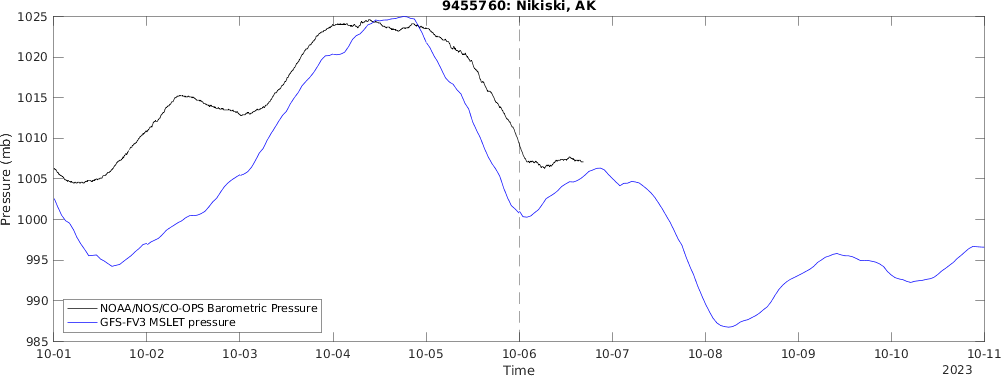 9455760: Nikiski, AK
Pressure (mb)
1025
1020
1015
1010
1005
1000
995
990
985
NOAA/NOS/CO-OPS Barometric Pressure
GFS-FV3 MSLET pressure
10-01 10-02 10-03 10-04 10-05 10-06 10-07 10-08 10-09 10-10 10-11
Time
2023